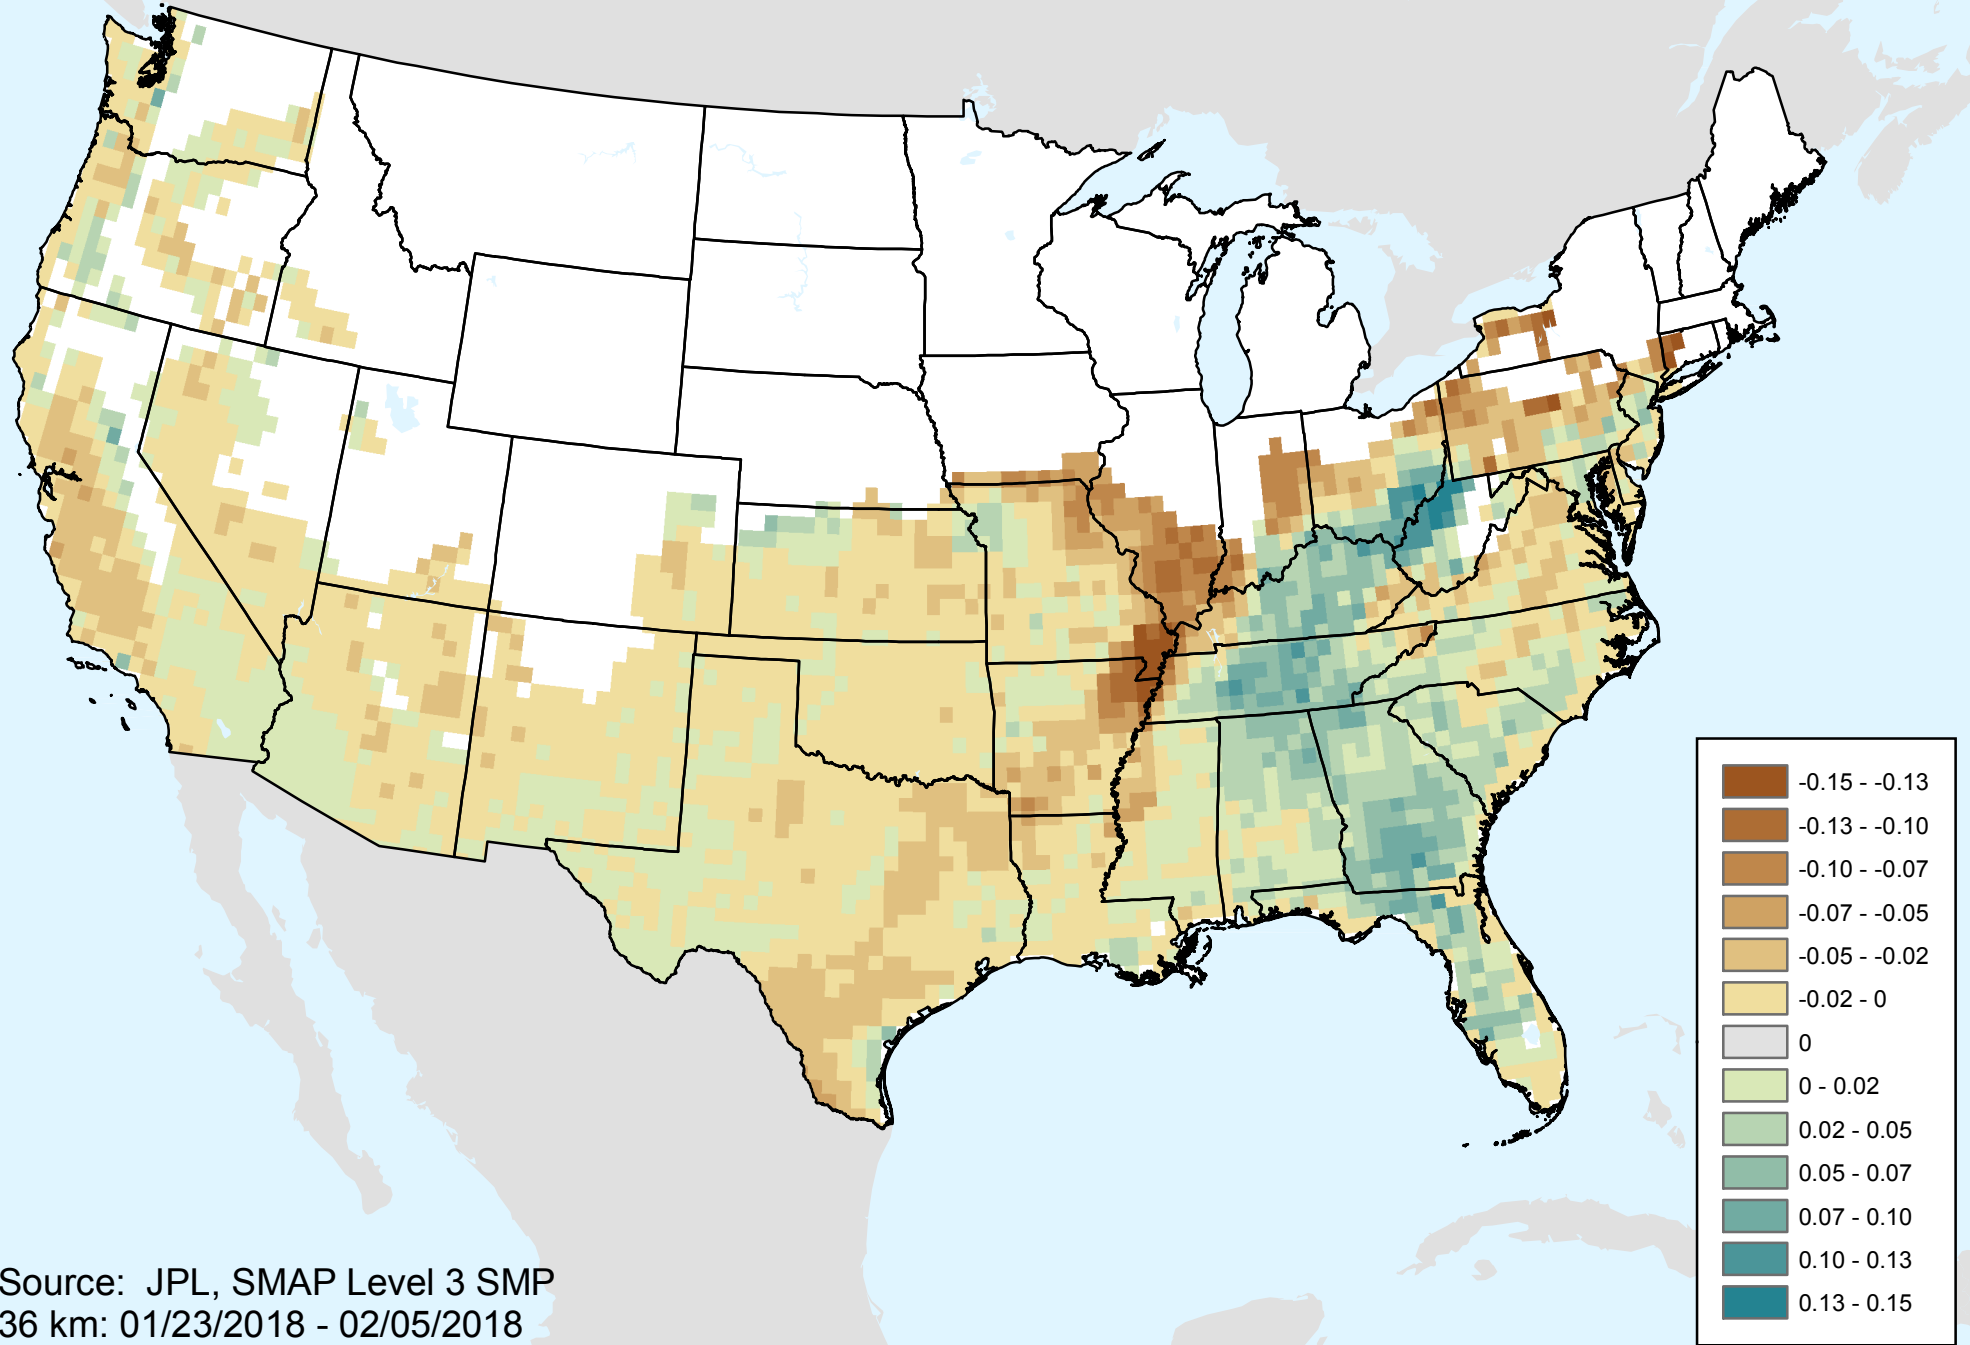 -0.15 - -0.13
-0.13 - -0.10
-0.10 - -0.07
-0.07 - -0.05
-0.05 - -0.02
-0.02 - 0
0
0 - 0.02
0.02 - 0.05
0.05 - 0.07
0.07 - 0.10
0.10 - 0.13
0.13 - 0.15
Source:  JPL, SMAP Level 3 SMP
36 km: 01/23/2018 - 02/05/2018